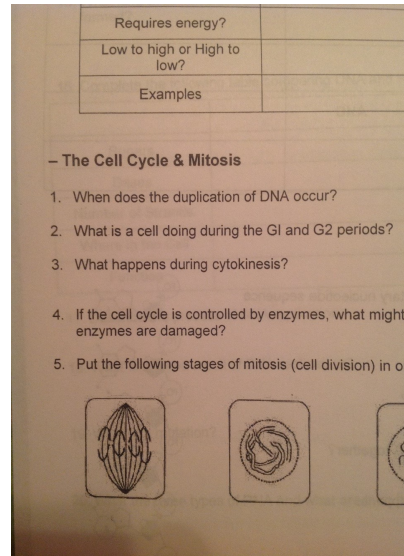 Requires energy?
Low to high or High to
low?
Examples
– The Cell Cycle & Mitosis
1. When does the duplication of DNA occur?
2. What is a cell doing during the GI and G2 periods?
3. What happens during cytokinesis?
4. If the cell cycle is controlled by enzymes, what might
enzymes are damaged?
5. Put the following stages of mitosis (cell division) in o